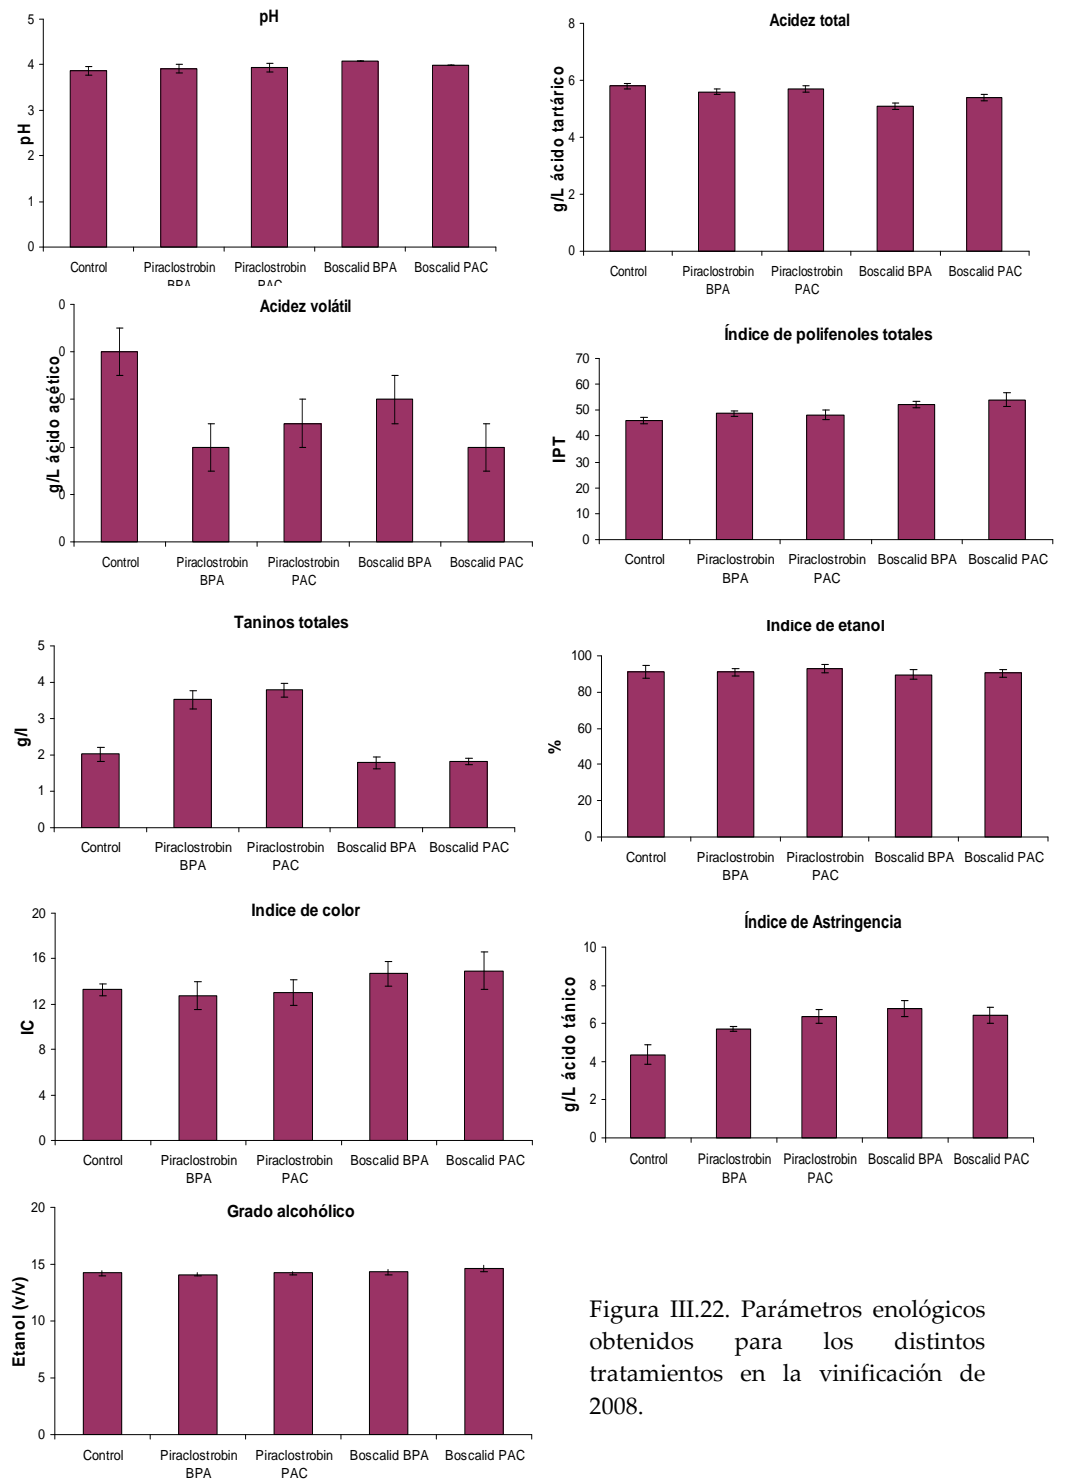 pH
5
4
3
2
1
0
pH
Control
Piraclostrobin
BPA
Piraclostrobin
PAC
Boscalid BPA
Boscalid PAC
Acidez total
8
6
4
2
0
g/L ácido tartárico
Control
Piraclostrobin
BPA
Piraclostrobin
PAC
Boscalid BPA
Boscalid PAC
Acidez volátil
0
0
0
0
0
0
g/L ácido acético
Control
Piraclostrobin
BPA
Piraclostrobin
PAC
Boscalid BPA
Boscalid PAC
Índice de polifenoles totales
70
60
50
40
30
20
10
0
IPT
Control
Piraclostrobin
BPA
Piraclostrobin
PAC
Boscalid BPA
Boscalid PAC
Taninos totales
5
4
3
2
1
0
g/l
Control
Piraclostrobin
BPA
Piraclostrobin
PAC
Boscalid BPA
Boscalid PAC
Indice de etanol
100
80
60
40
20
0
%
Control
Piraclostrobin
BPA
Piraclostrobin
PAC
Boscalid BPA
Boscalid PAC
Indice de color
20
16
12
8
4
0
IC
Control
Piraclostrobin
BPA
Piraclostrobin
PAC
Boscalid BPA
Boscalid PAC
Índice de Astringencia
10
8
6
4
2
0
g/L ácido tánico
Control
Piraclostrobin
BPA
Piraclostrobin
PAC
Boscalid BPA
Boscalid PAC
Grado alcohólico
20
15
10
5
0
Etanol (v/v)
Control
Piraclostrobin
BPA
Piraclostrobin
PAC
Boscalid BPA
Boscalid PAC
Figura III.22. Parámetros enológicos
obtenidos para los distintos
tratamientos en la vinificación de
2008.